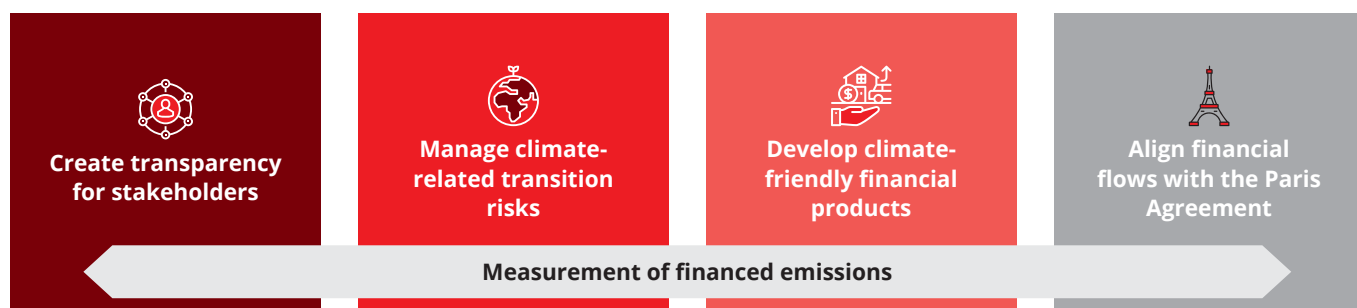 Create transparency
for stakeholders
Manage climate-
related transition
risks
Develop climate-
friendly financial
products
Align financial
flows with the Paris
Agreement
Measurement of financed emissions